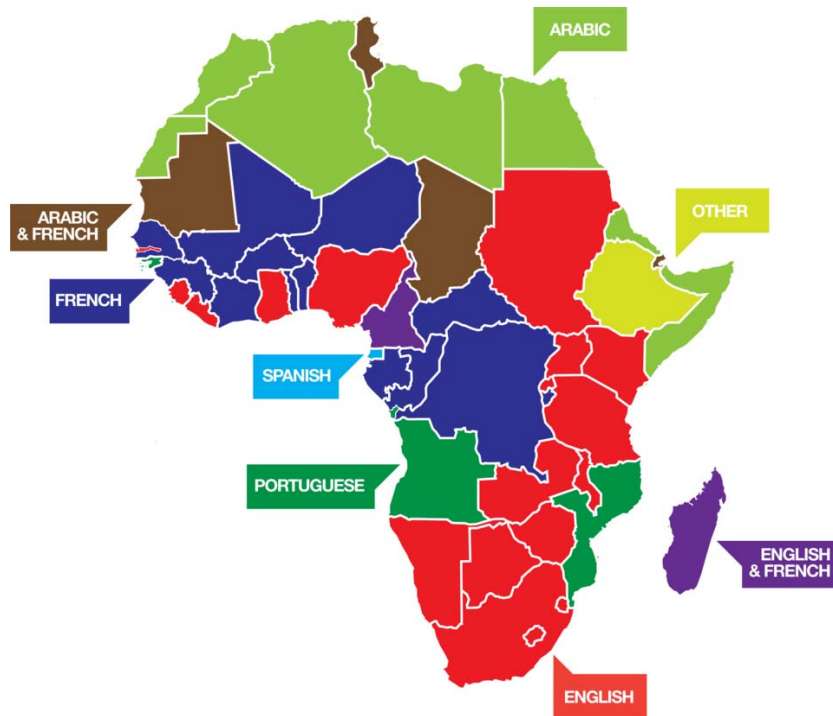 ARABIC
OTHER
ARABIC
& FRENCH
FRENCH
SPANISH
PORTUGUESE
ENGLISH
& FRENCH
ENGLISH